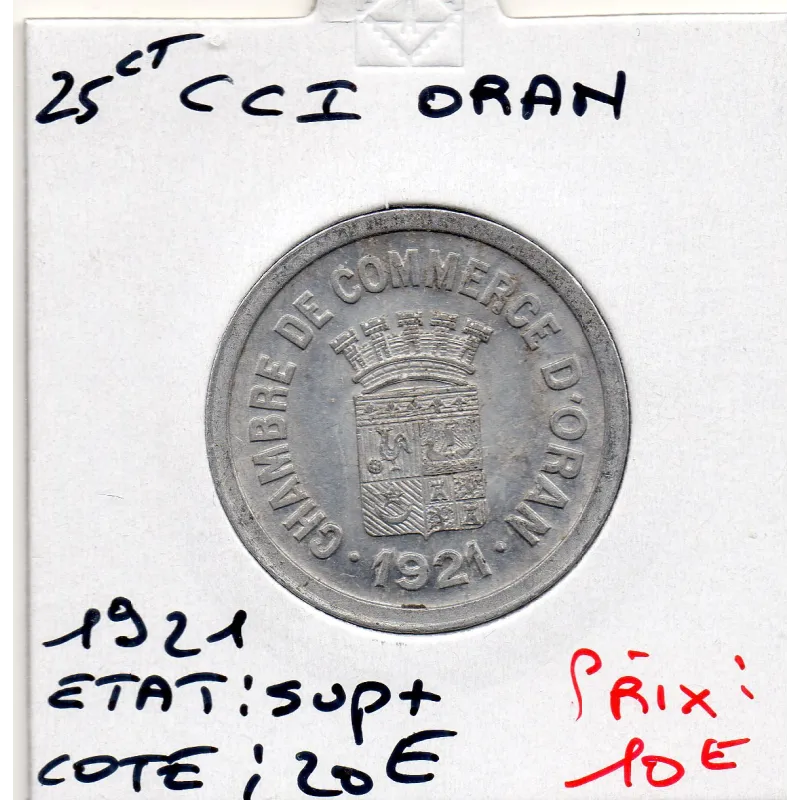 25CT CCI ORAN
CHAMBRE DE COMMERCE D'ORAN
· 1921 ·
1921
ETAT : SUP+
COTE : 20E
PRIX :
10E